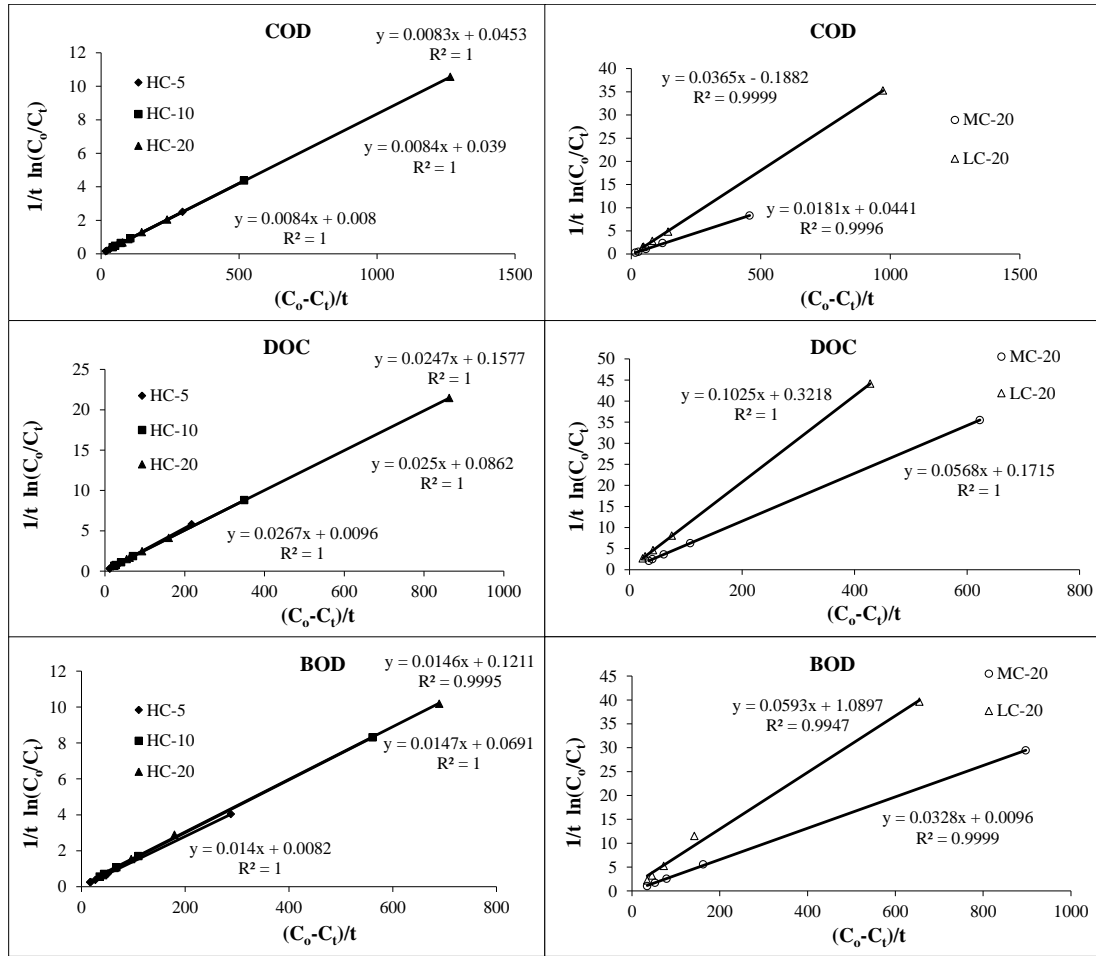 COD
y = 0.0083x + 0.0453
R² = 1
12
10
8
6
4
2
0
HC-5
HC-10
HC-20
y = 0.0084x + 0.039
R² = 1
y = 0.0084x + 0.008
R² = 1
0
500
1000
1500
1/t ln(Co/Ct)
(Co-Ct)/t
COD
y = 0.0365x - 0.1882
R² = 0.9999
40
35
30
25
20
15
10
5
0
MC-20
LC-20
y = 0.0181x + 0.0441
R² = 0.9996
0
500
1000
1500
1/t ln(Co/Ct)
(Co-Ct)/t
DOC
y = 0.0247x + 0.1577
R² = 1
25
20
15
10
5
0
HC-5
HC-10
HC-20
y = 0.025x + 0.0862
R² = 1
y = 0.0267x + 0.0096
R² = 1
0
200
400
600
800
1000
1/t ln(Co/Ct)
(Co-Ct)/t
DOC
50
45
40
35
30
25
20
15
10
5
0
MC-20
LC-20
y = 0.1025x + 0.3218
R² = 1
y = 0.0568x + 0.1715
R² = 1
0
200
400
600
800
1/t ln(Co/Ct)
(Co-Ct)/t
BOD
y = 0.0146x + 0.1211
R² = 0.9995
12
10
8
6
4
2
0
HC-5
HC-10
HC-20
y = 0.0147x + 0.0691
R² = 1
y = 0.014x + 0.0082
R² = 1
0
200
400
600
800
1/t ln(Co/Ct)
(Co-Ct)/t
BOD
45
40
35
30
25
20
15
10
5
0
MC-20
LC-20
y = 0.0593x + 1.0897
R² = 0.9947
y = 0.0328x + 0.0096
R² = 0.9999
0
200
400
600
800
1000
1/t ln(Co/Ct)
(Co-Ct)/t